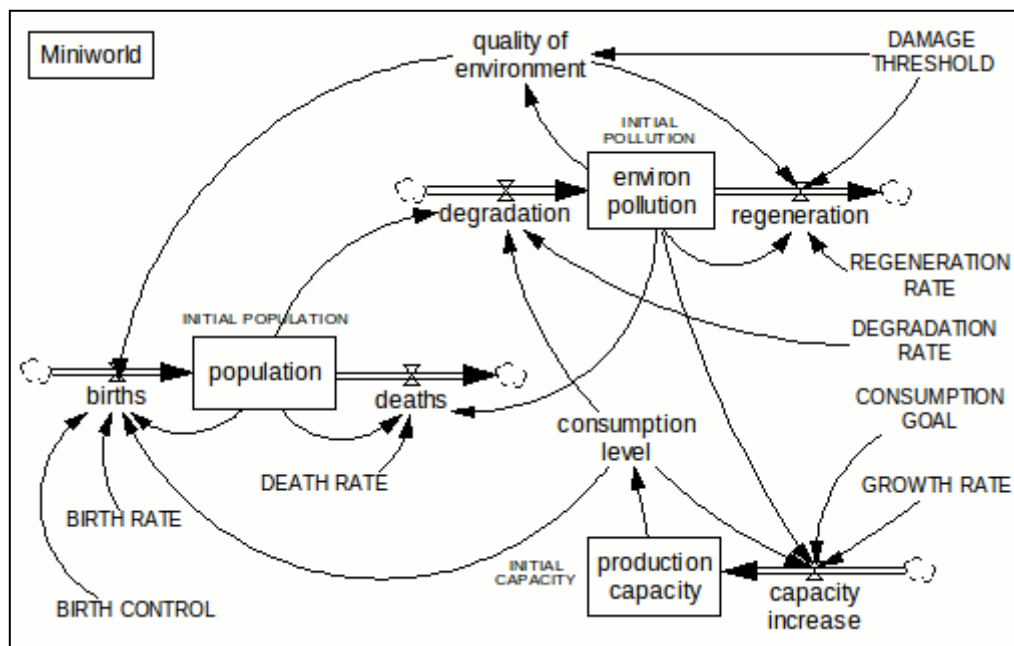 Miniworld
quality of
environment
DAMAGE
THRESHOLD
INITIAL
POLLUTION
environ
pollution
degradation
regeneration
REGENERATION
RATE
INITIAL POPULATION
DEGRADATION
RATE
population
births
deaths
CONSUMPTION
GOAL
consumption
level
DEATH RATE
GROWTH RATE
BIRTH RATE
INITIAL
CAPACITY
production
capacity
capacity
increase
BIRTH CONTROL